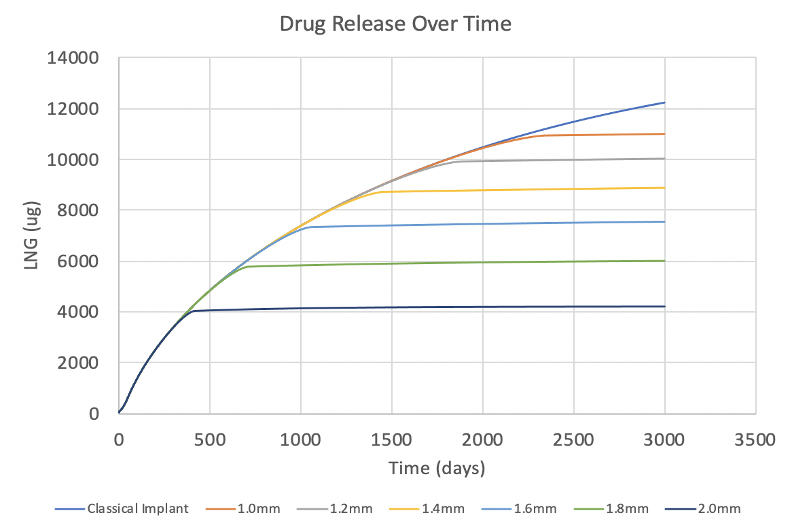 Drug Release Over Time
14000
12000
10000
8000
6000
4000
2000
0
LNG (ug)
0 500 1000 1500 2000 2500 3000 3500
Time (days)
Classical Implant 1.0mm 1.2mm 1.4mm 1.6mm 1.8mm 2.0mm